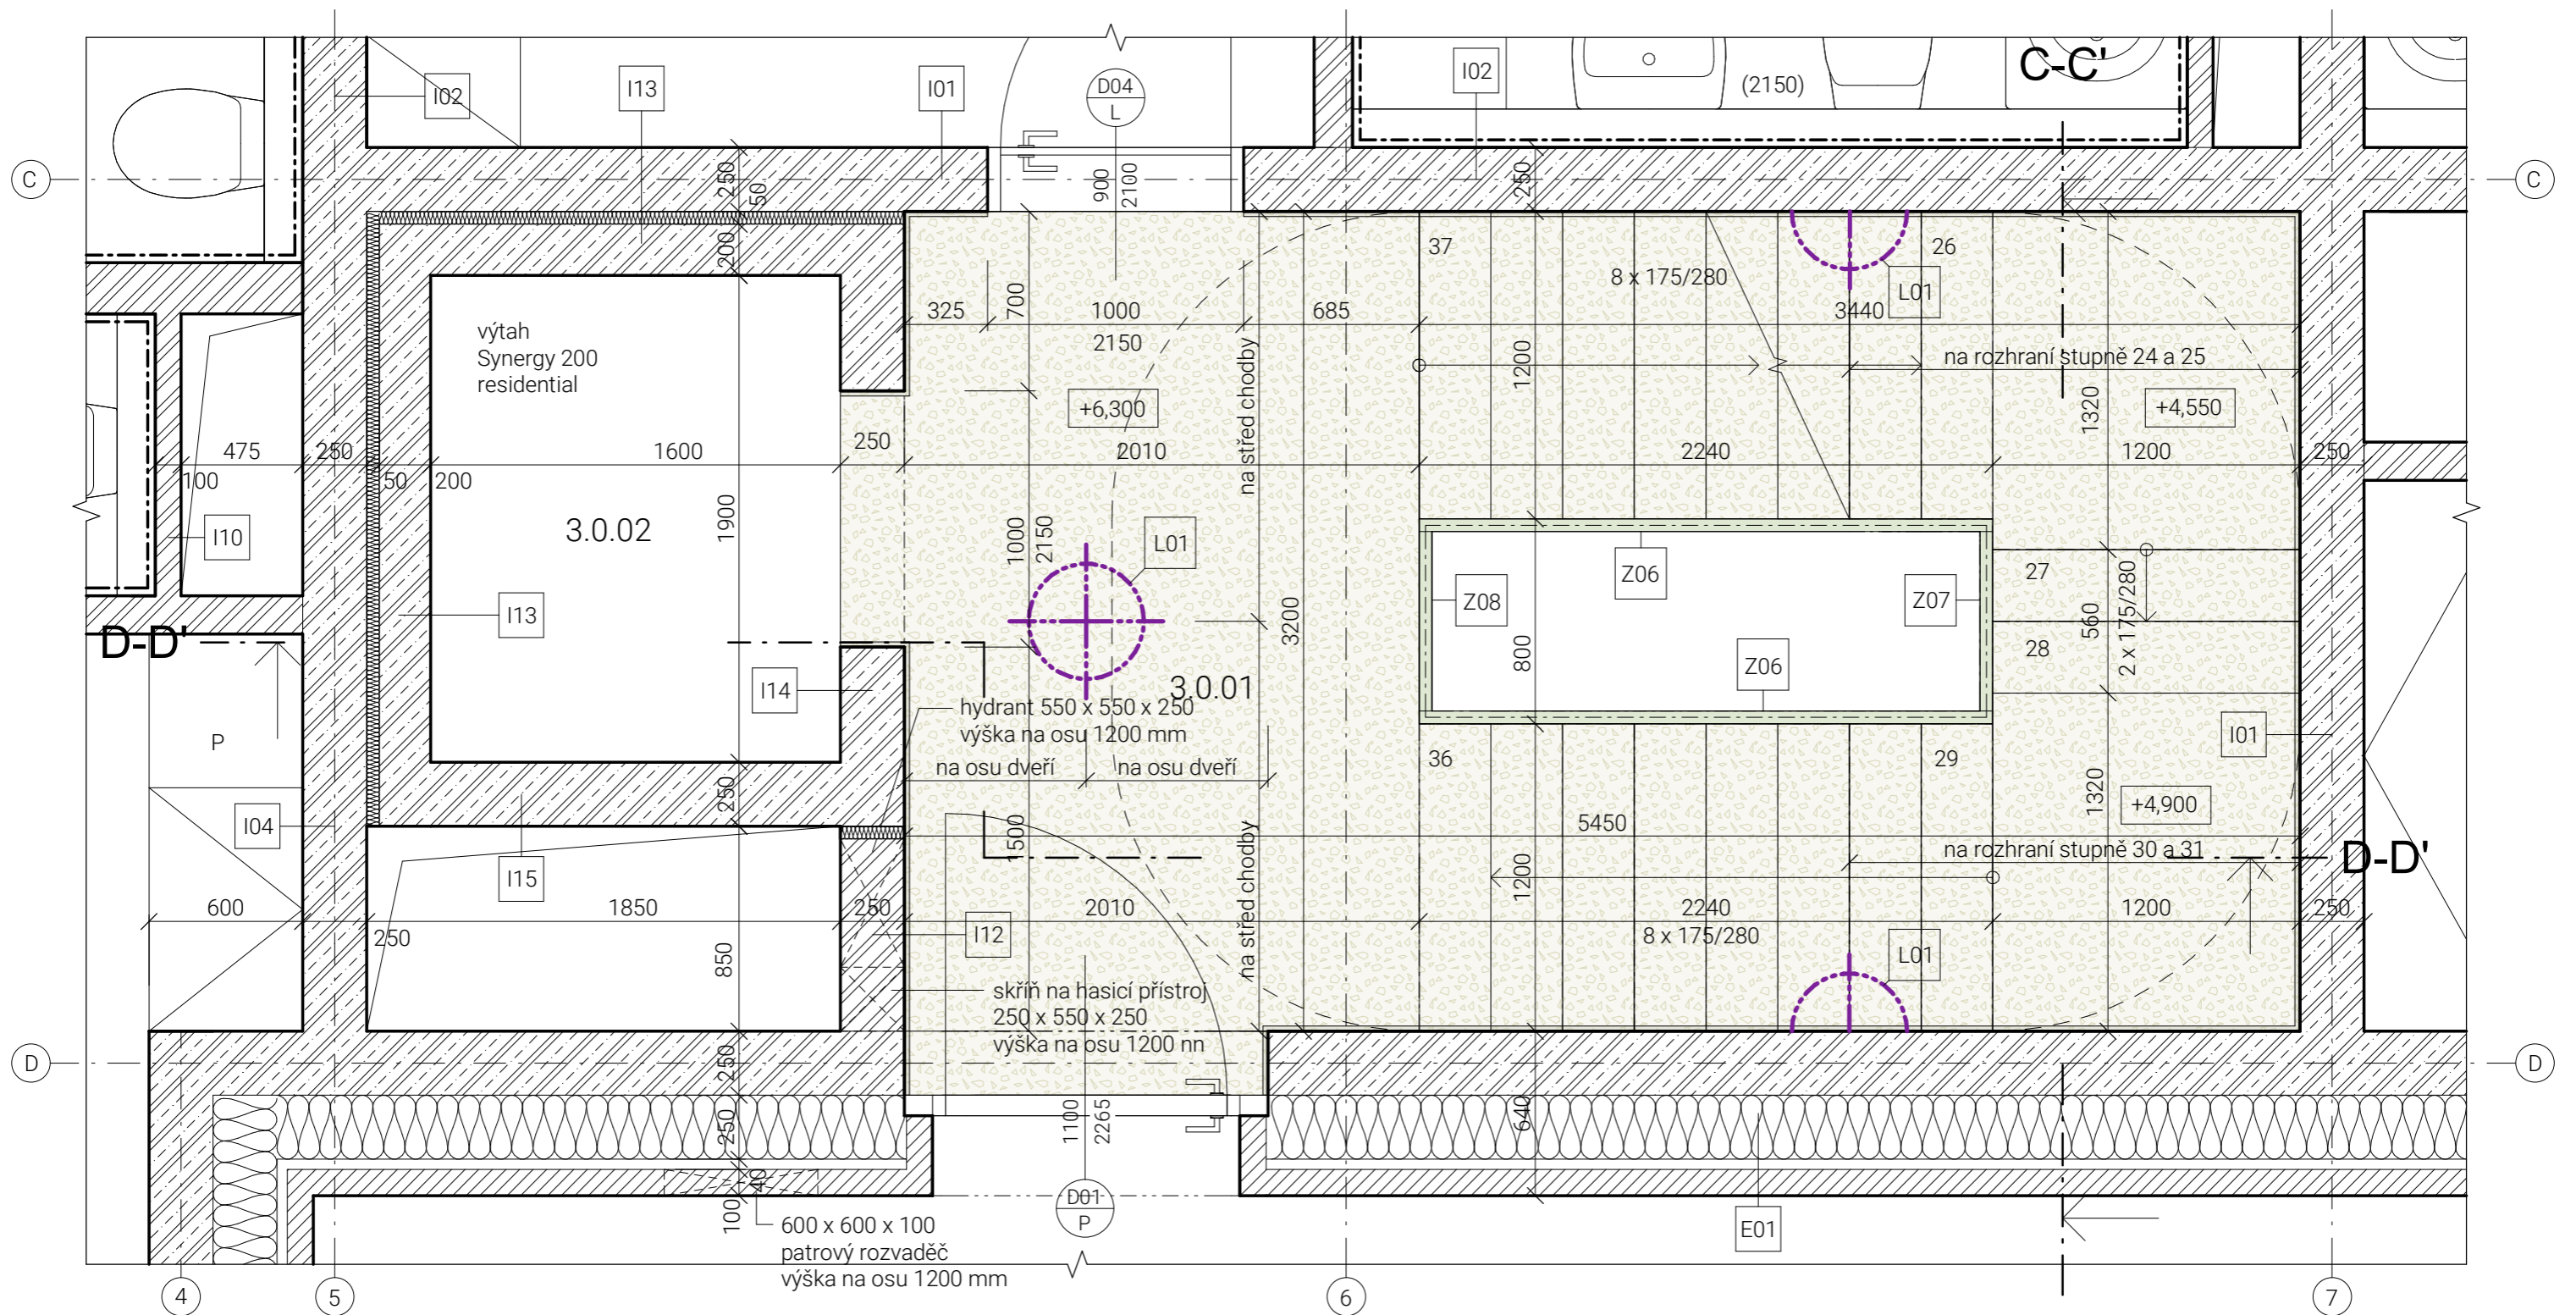 C-C'
I02
I13
I01
D04
L
I02
(2150)
C
C
250
50
900
2100
250
200
37
26
8 x 175/280
L01
výtah
Synergy 200
residential
325
700
1000
685
3440
2150
na střed chodby
1200
na rozhraní stupně 24 a 25
+6,300
1320
+4,550
475
250
1600
250
2010
2240
1200
250
100
50
200
1900
3.0.02
I10
1000
2150
L01
3200
Z06
27
560
2 x 175/280
I13
Z08
Z07
800
28
D-D'
I14
3.0.01
Z06
hydrant 550 x 550 x 250
výška na osu 1200 mm
P
I01
na osu dveří
na osu dveří
36
29
250
1320
+4,900
I04
1500
na střed chodby
5450
na rozhraní stupně 30 a 31
D-D'
I15
1200
600
1850
250
2010
2240
1200
250
250
I12
8 x 175/280
850
L01
skříň na hasicí přístroj
250 x 550 x 250
výška na osu 1200 nn
D
D
250
250
1100
2265
640
40
100
D01
P
600 x 600 x 100
patrový rozvaděč
výška na osu 1200 mm
E01
4
5
6
7